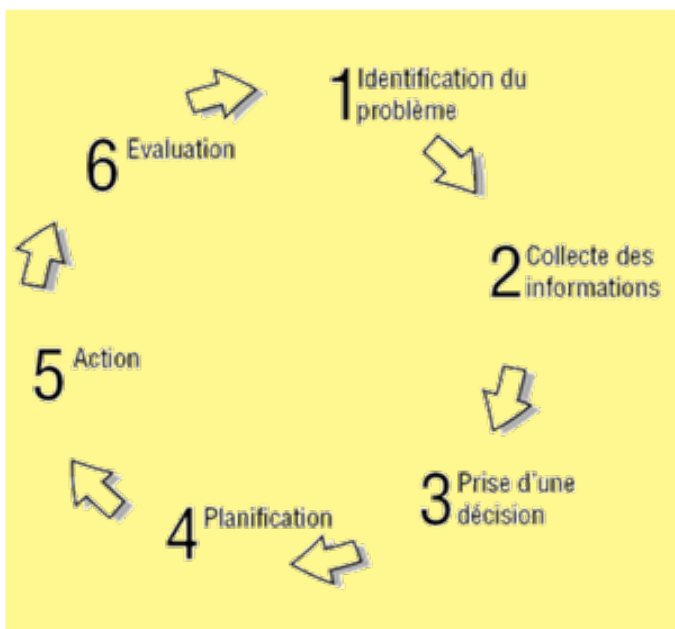 1 Identification du
problème
2 Collecte des
informations
3 Prise d'une
décision
4 Planification
5 Action
6 Evaluation